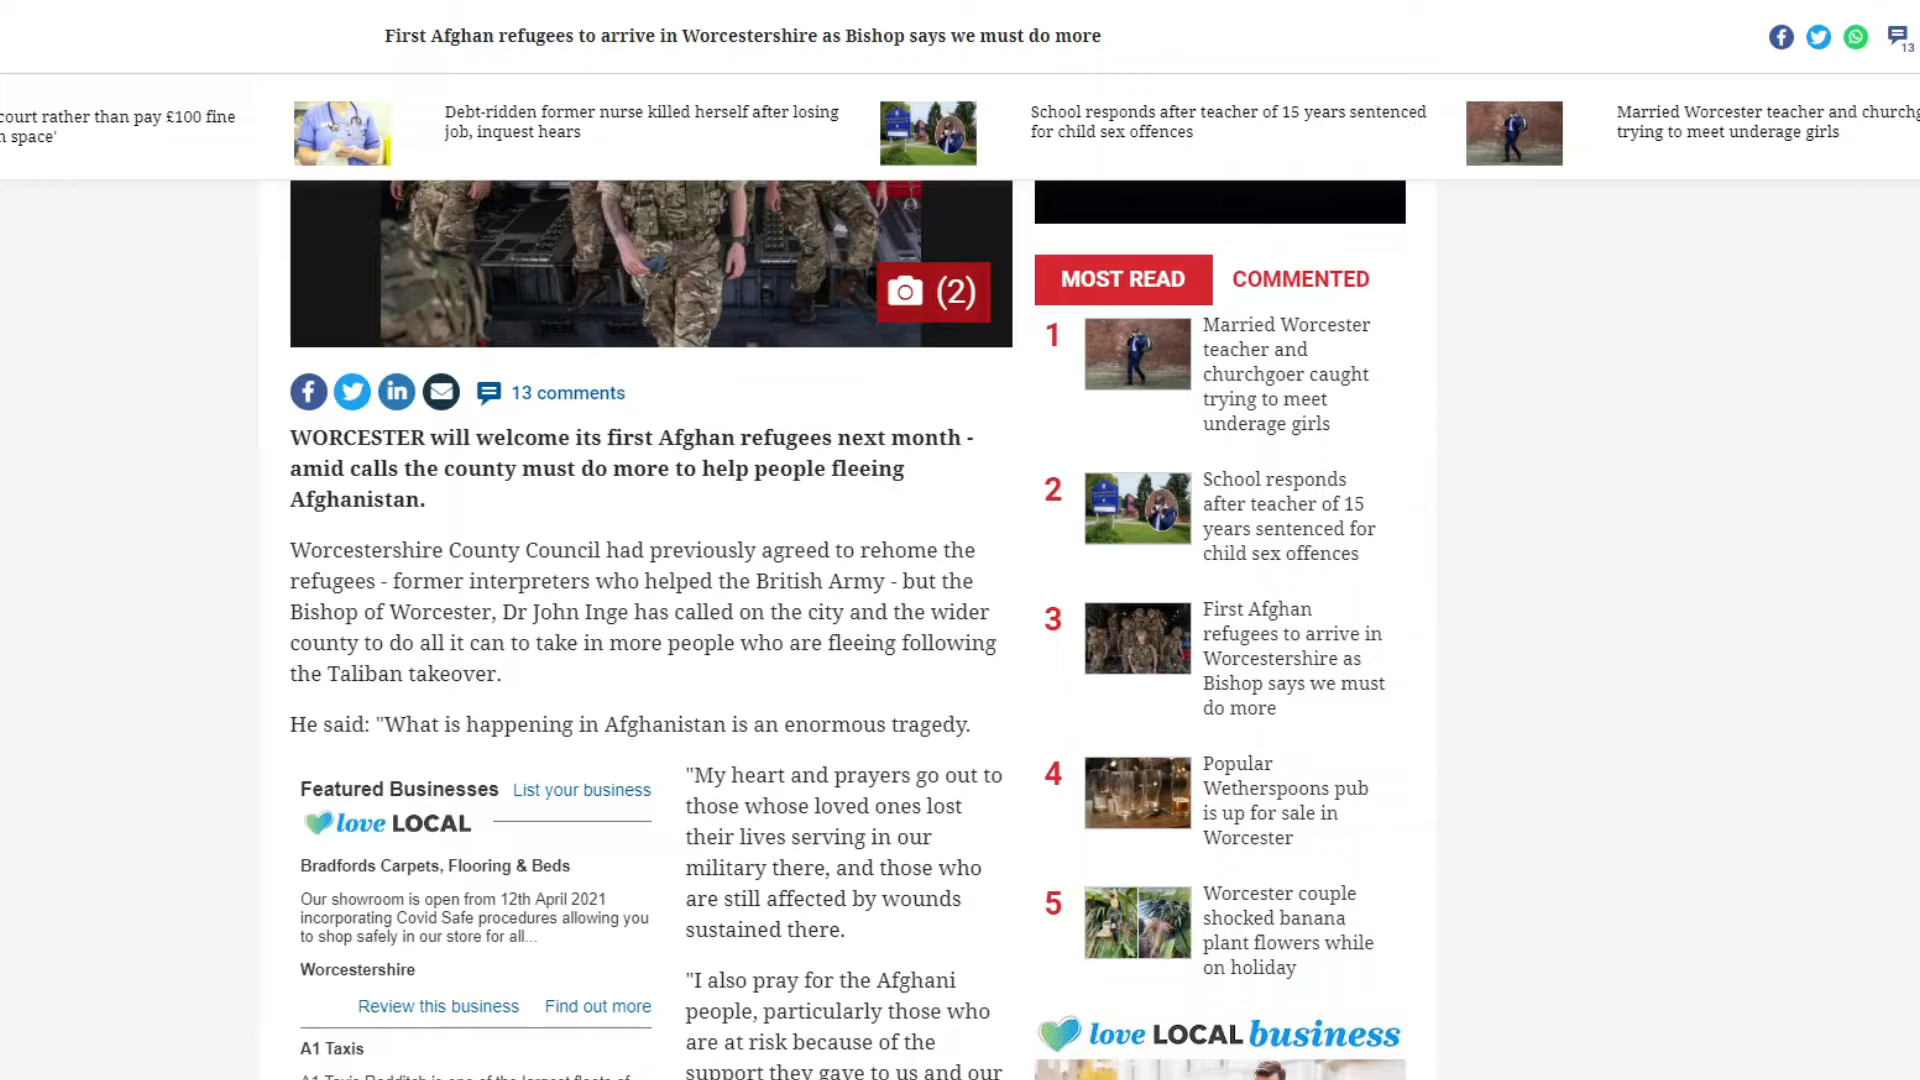 First Afghan refugees to arrive in Worcestershire as Bishop says we must do more
13
court rather than pay £100 fine
space'
Debt-ridden former nurse killed herself after losing
job, inquest hears
School responds after teacher of 15 years sentenced
for child sex offences
Married Worcester teacher and
trying to meet underage girls
(2)
13 comments
WORCESTER will welcome its first Afghan refugees next month -
amid calls the county must do more to help people fleeing
Afghanistan.
Worcestershire County Council had previously agreed to rehome the
refugees - former interpreters who helped the British Army - but the
Bishop of Worcester, Dr John Inge has called on the city and the wider
county to do all it can to take in more people who are fleeing following
the Taliban takeover.
He said: "What is happening in Afghanistan is an enormous tragedy.
"My heart and prayers go out to
those whose loved ones lost
their lives serving in our
military there, and those who
are still affected by wounds
sustained there.
"I also pray for the Afghani
people, particularly those who
are at risk because of the
support they gave to us and our
Featured Businesses List your business
love LOCAL
Bradfords Carpets, Flooring & Beds
Our showroom is open from 12th April 2021
incorporating Covid Safe procedures allowing you
to shop safely in our store for all...
Worcestershire
Review this business Find out more
A1 Taxis
A1 Taxis Redditch is one of the largest fleets of
MOST READ COMMENTED
1
Married Worcester
teacher and
churchgoer caught
trying to meet
underage girls
2
School responds
after teacher of 15
years sentenced for
child sex offences
3
First Afghan
refugees to arrive in
Worcestershire as
Bishop says we must
do more
4
Popular
Wetherspoons pub
is up for sale in
Worcester
5
Worcester couple
shocked banana
plant flowers while
on holiday
love LOCAL business